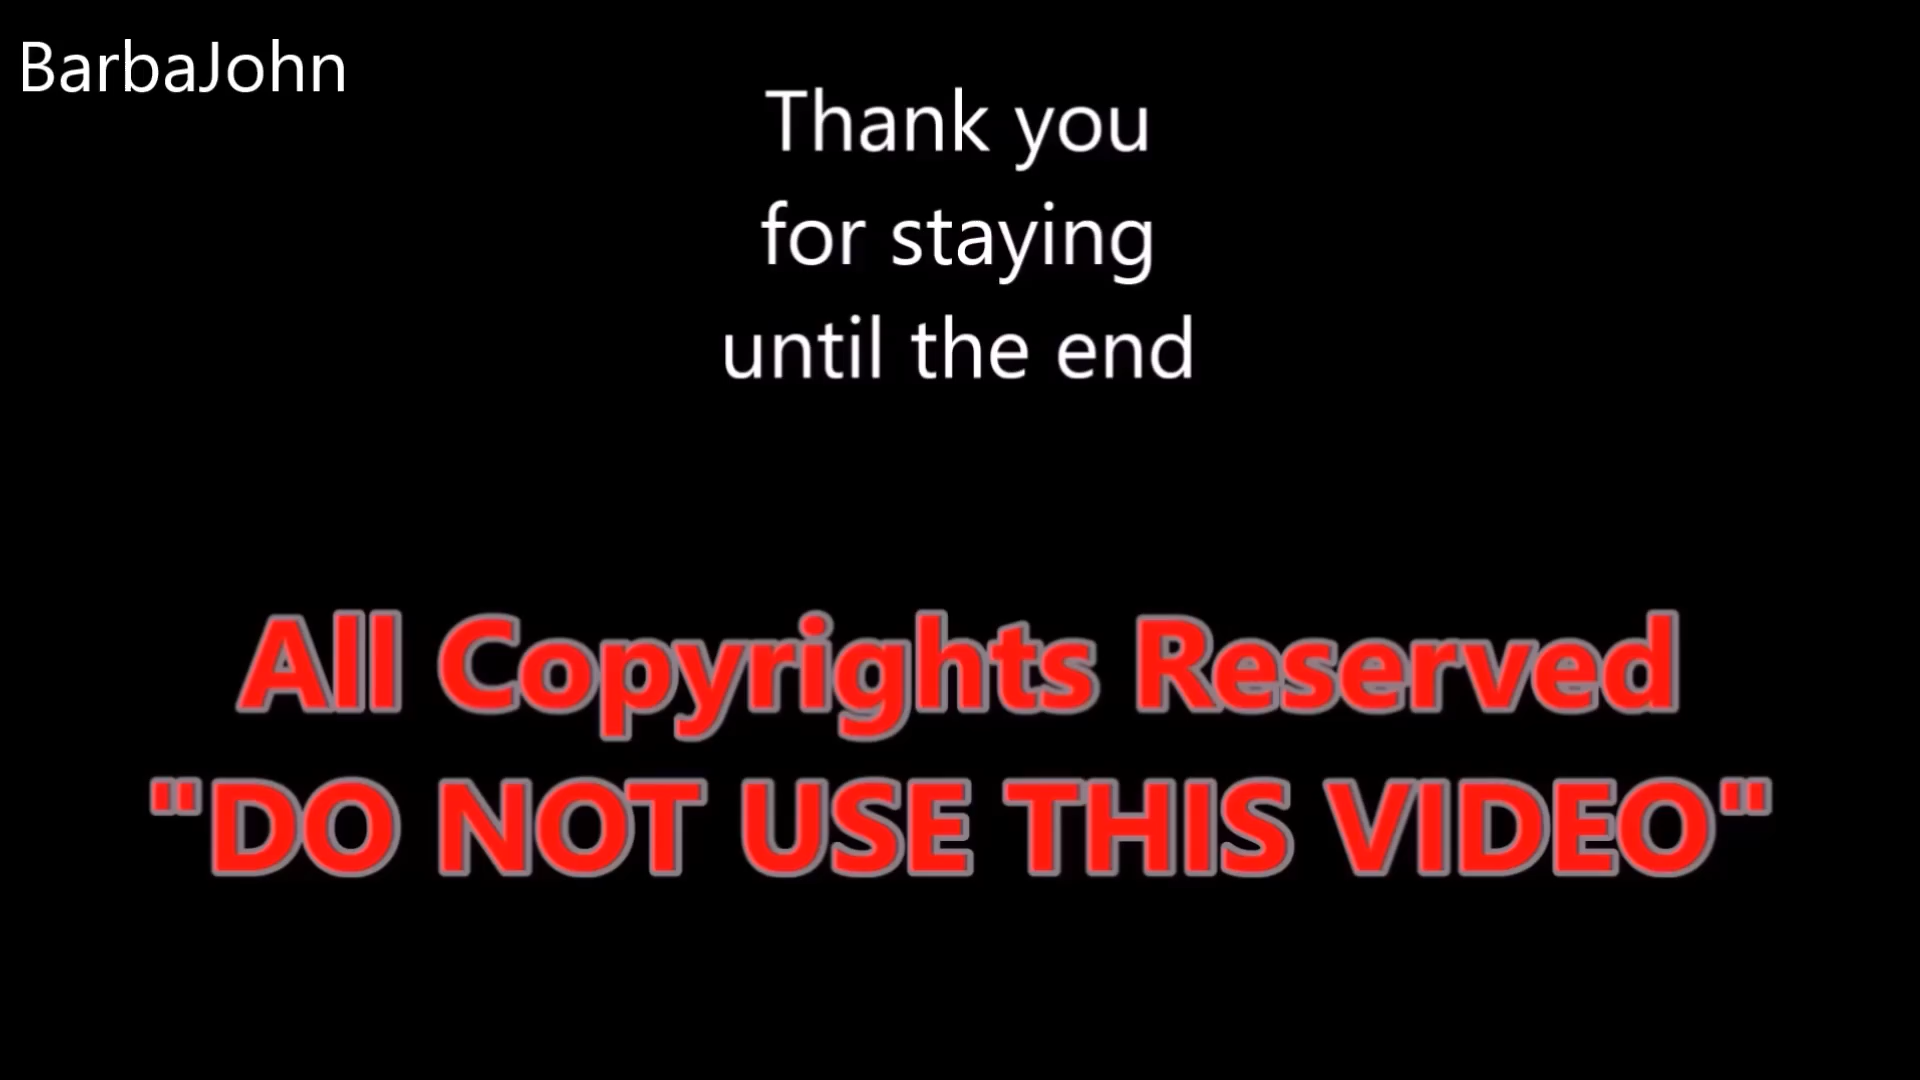 BarbaJohn
Thank you
for staying
until the end
All Copyrights Reserved
"DO NOT USE THIS VIDEO"